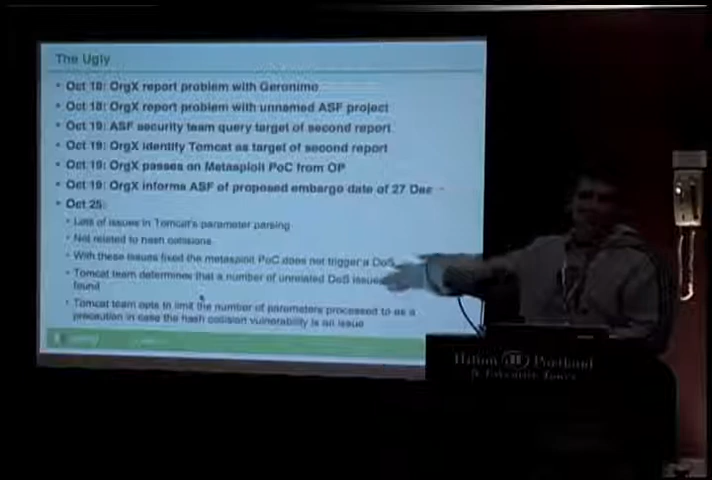 The Ugly
• Oct 18: OrgX report problem with Geronimo
• Oct 18: OrgX report problem with unnamed ASF project
• Oct 19: ASF security team query target of second report
• Oct 19: OrgX identify Tomcat as target of second report
• Oct 19: OrgX passes on Metasploit PoC from OP
• Oct 19: OrgX informs ASF of proposed embargo date of 27 Dec
• Oct 25:
• Lots of issues in Tomcat's parameter parsing
• Not related to hash collisions
• With these issues fixed the metasploit PoC does not trigger a DoS
• Tomcat team determines that a number of unrelated DoS issues
found
• Tomcat team opts to limit the number of parameters processed to as a
precaution in case the hash collision vulnerability is an issue
Hilton Portland
& Executive Tower